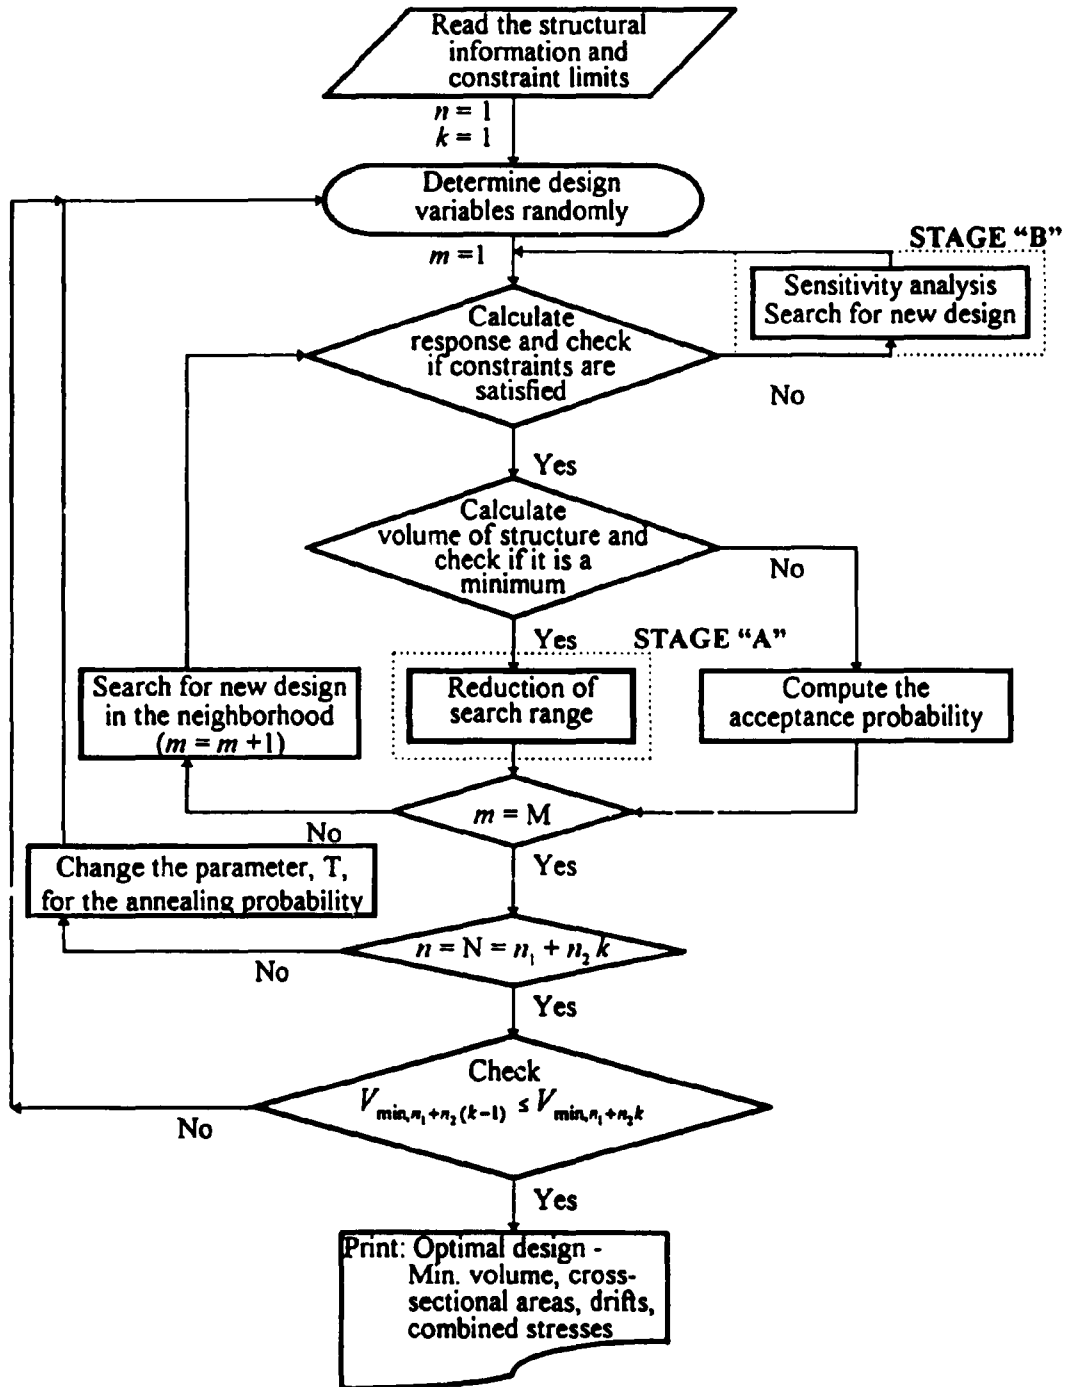 Read the structural
information and
constraint limits
n = 1
k = 1
Determine design
variables randomly
m =1
STAGE “B”
Sensitivity analysis
Search for new design
Calculate
response and check
if constraints are
satisfied
No
Yes
Calculate
volume of structure and
check if it is a
minimum
No
Yes
STAGE “A”
Search for new design
in the neighborhood
(m = m +1)
Reduction of
search range
Compute the
acceptance probability
m = M
No
Yes
Change the parameter, T,
for the annealing probability
n = N = n₁ + n₂ k
No
Yes
Check
V min,n₁+n₂(k−1) ≤ V min,n₁+n₂k
No
Yes
Print: Optimal design -
Min. volume, cross-
sectional areas, drifts,
combined stresses